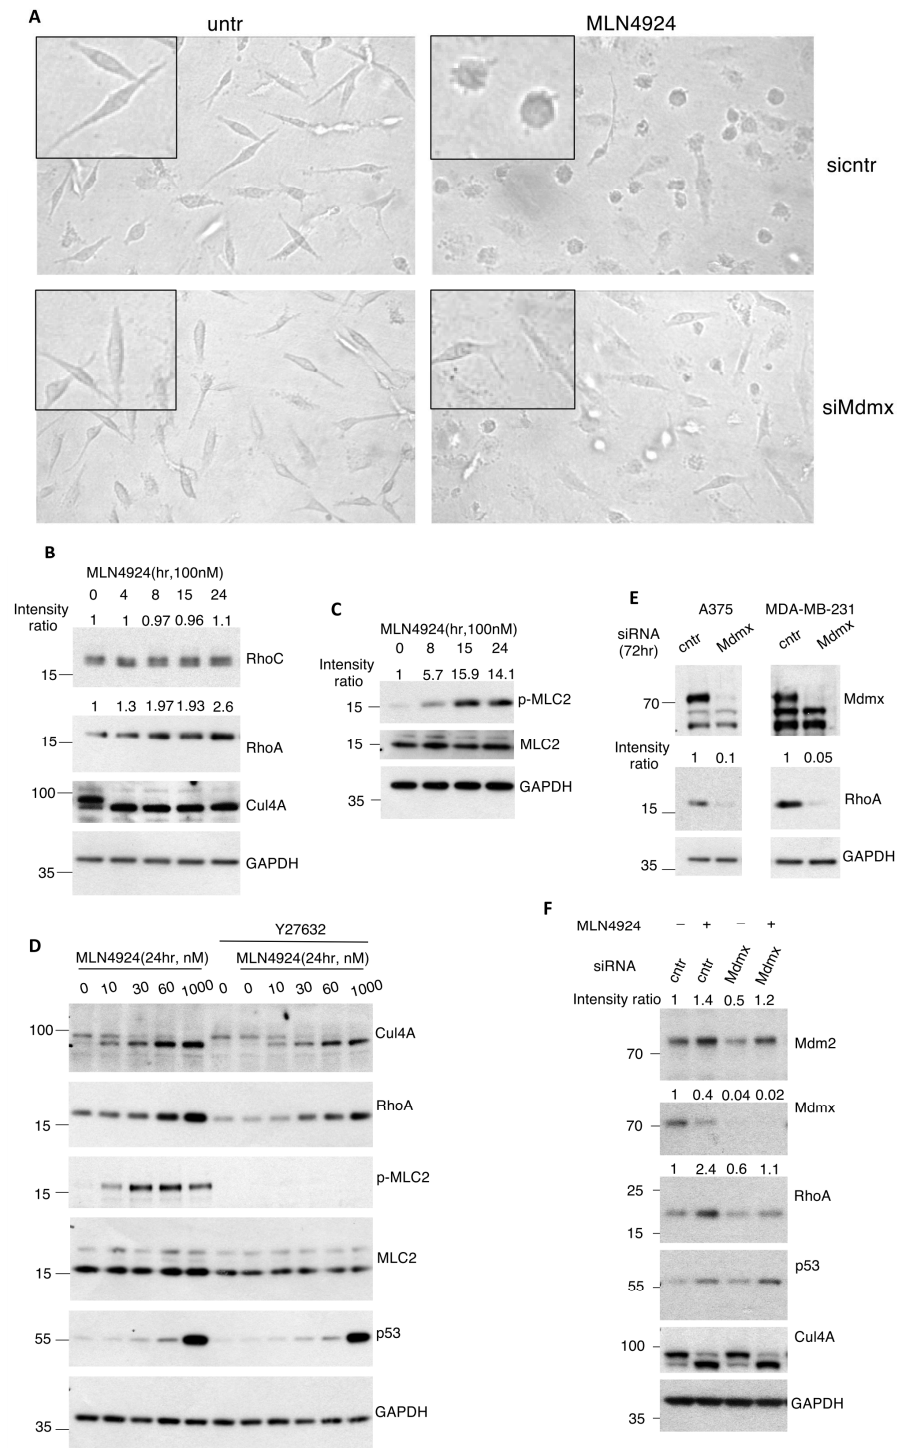 A
untr
MLN4924
sicntr
siMdmx
B
MLN4924(hr,100nM)
0 4 8 15 24
Intensity ratio
1 1 0.97 0.96 1.1
15
RhoC
1 1.3 1.97 1.93 2.6
15
RhoA
100
Cul4A
GAPDH
35
C
MLN4924(hr,100nM)
0 8 15 24
Intensity ratio
1 5.7 15.9 14.1
15
p-MLC2
15
MLC2
GAPDH
35
E
A375
MDA-MB-231
siRNA
(72hr)
cntr Mdmx cntr Mdmx
70
Mdmx
Intensity ratio
1 0.1 1 0.05
15
RhoA
35
GAPDH
D
Y27632
MLN4924(24hr, nM)
MLN4924(24hr, nM)
0 10 30 60 1000 0 0 10 30 60 1000
100
Cul4A
RhoA
15
p-MLC2
15
MLC2
15
55
p53
GAPDH
35
F
MLN4924 – + – +
siRNA cntr cntr Mdmx Mdmx
Intensity ratio 1 1.4 0.5 1.2
Mdm2
70
1 0.4 0.04 0.02
Mdmx
70
1 2.4 0.6 1.1
25
RhoA
15
p53
55
Cul4A
100
GAPDH
35